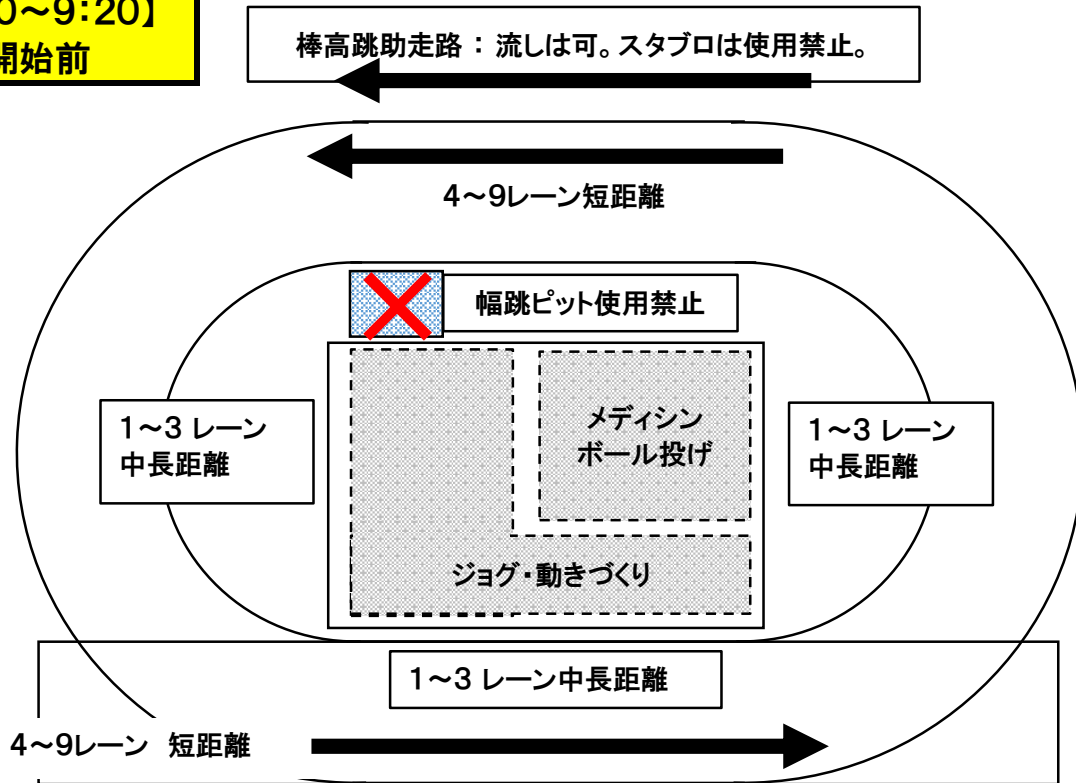 0～9:20】
開始前
棒高跳助走路：流しは可。スタブロは使用禁止。
4～9レーン短距離
幅跳ピット使用禁止
1～3 レーン
中長距離
メディシン
ボール投げ
1～3 レーン
中長距離
ジョグ・動きづくり
1～3 レーン中長距離
4～9レーン 短距離